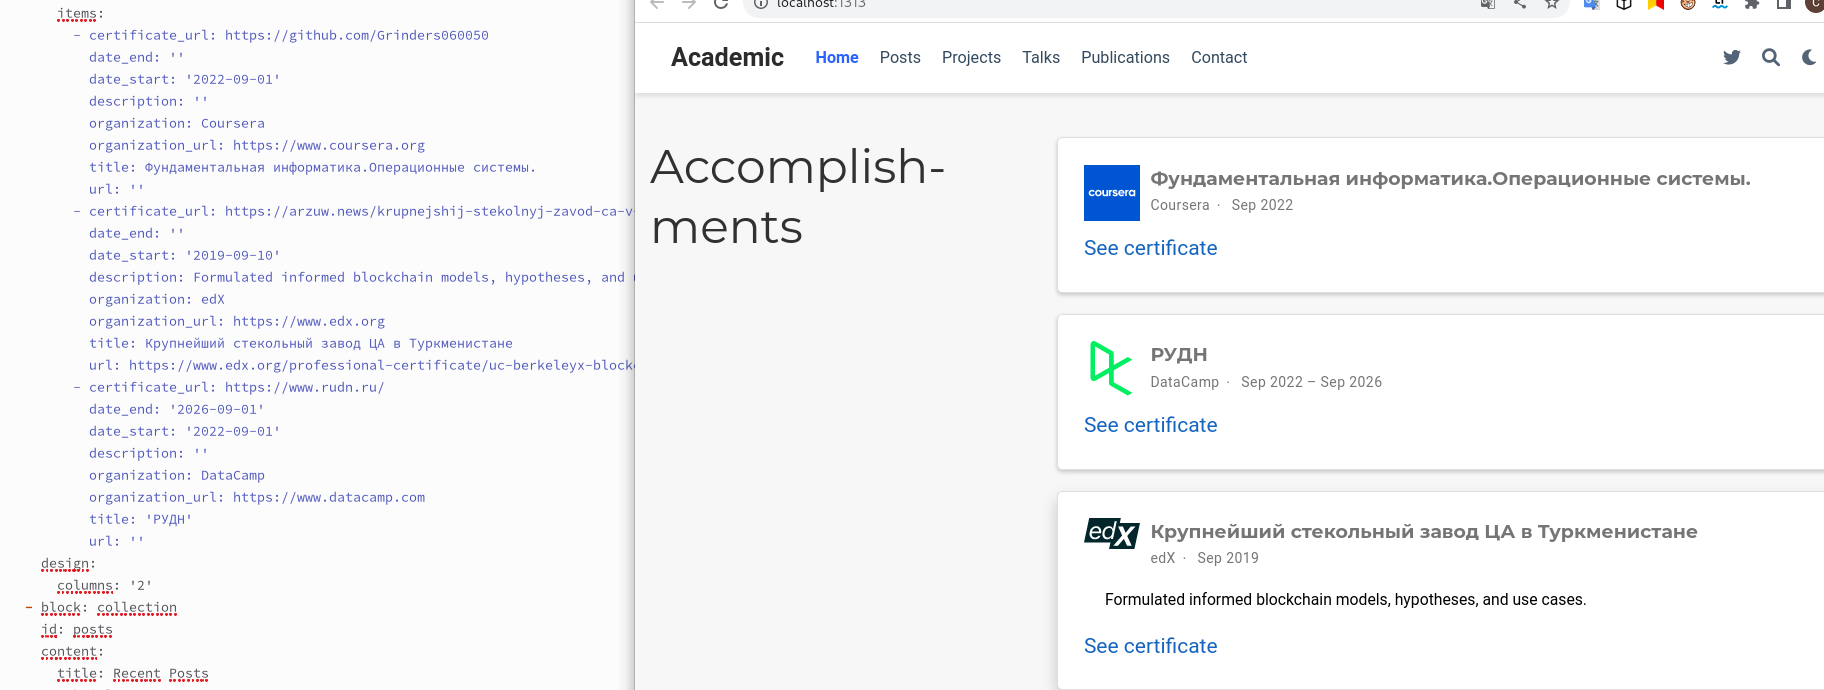 items:
- certificate_url: https://github.com/Grinders060050
date_end: ''
date_start: '2022-09-01'
description: ''
organization: Coursera
organization_url: https://www.coursera.org
title: Фундаментальная информатика.Операционные системы.
url: ''
- certificate_url: https://arzuw.news/krupnejshij-stekolnyj-zavod-ca-v-
date_end: ''
date_start: '2019-09-10'
description: Formulated informed blockchain models, hypotheses, and
organization: edX
organization_url: https://www.edx.org
title: Крупнейший стекольный завод ЦА в Туркменистане
url: https://www.edx.org/professional-certificate/uc-berkeleyx-blockc
- certificate_url: https://www.rudn.ru/
date_end: '2026-09-01'
date_start: '2022-09-01'
description: ''
organization: DataCamp
organization_url: https://www.datacamp.com
title: 'РУДН'
url: ''
design:
columns: '2'
- block: collection
id: posts
content:
title: Recent Posts
localhost:1313
Academic Home Posts Projects Talks Publications Contact
Accomplish-
ments
coursera
Фундаментальная информатика.Операционные системы.
Coursera · Sep 2022
See certificate
РУДН
DataCamp · Sep 2022 – Sep 2026
See certificate
edX
Крупнейший стекольный завод ЦА в Туркменистане
edX · Sep 2019
Formulated informed blockchain models, hypotheses, and use cases.
See certificate